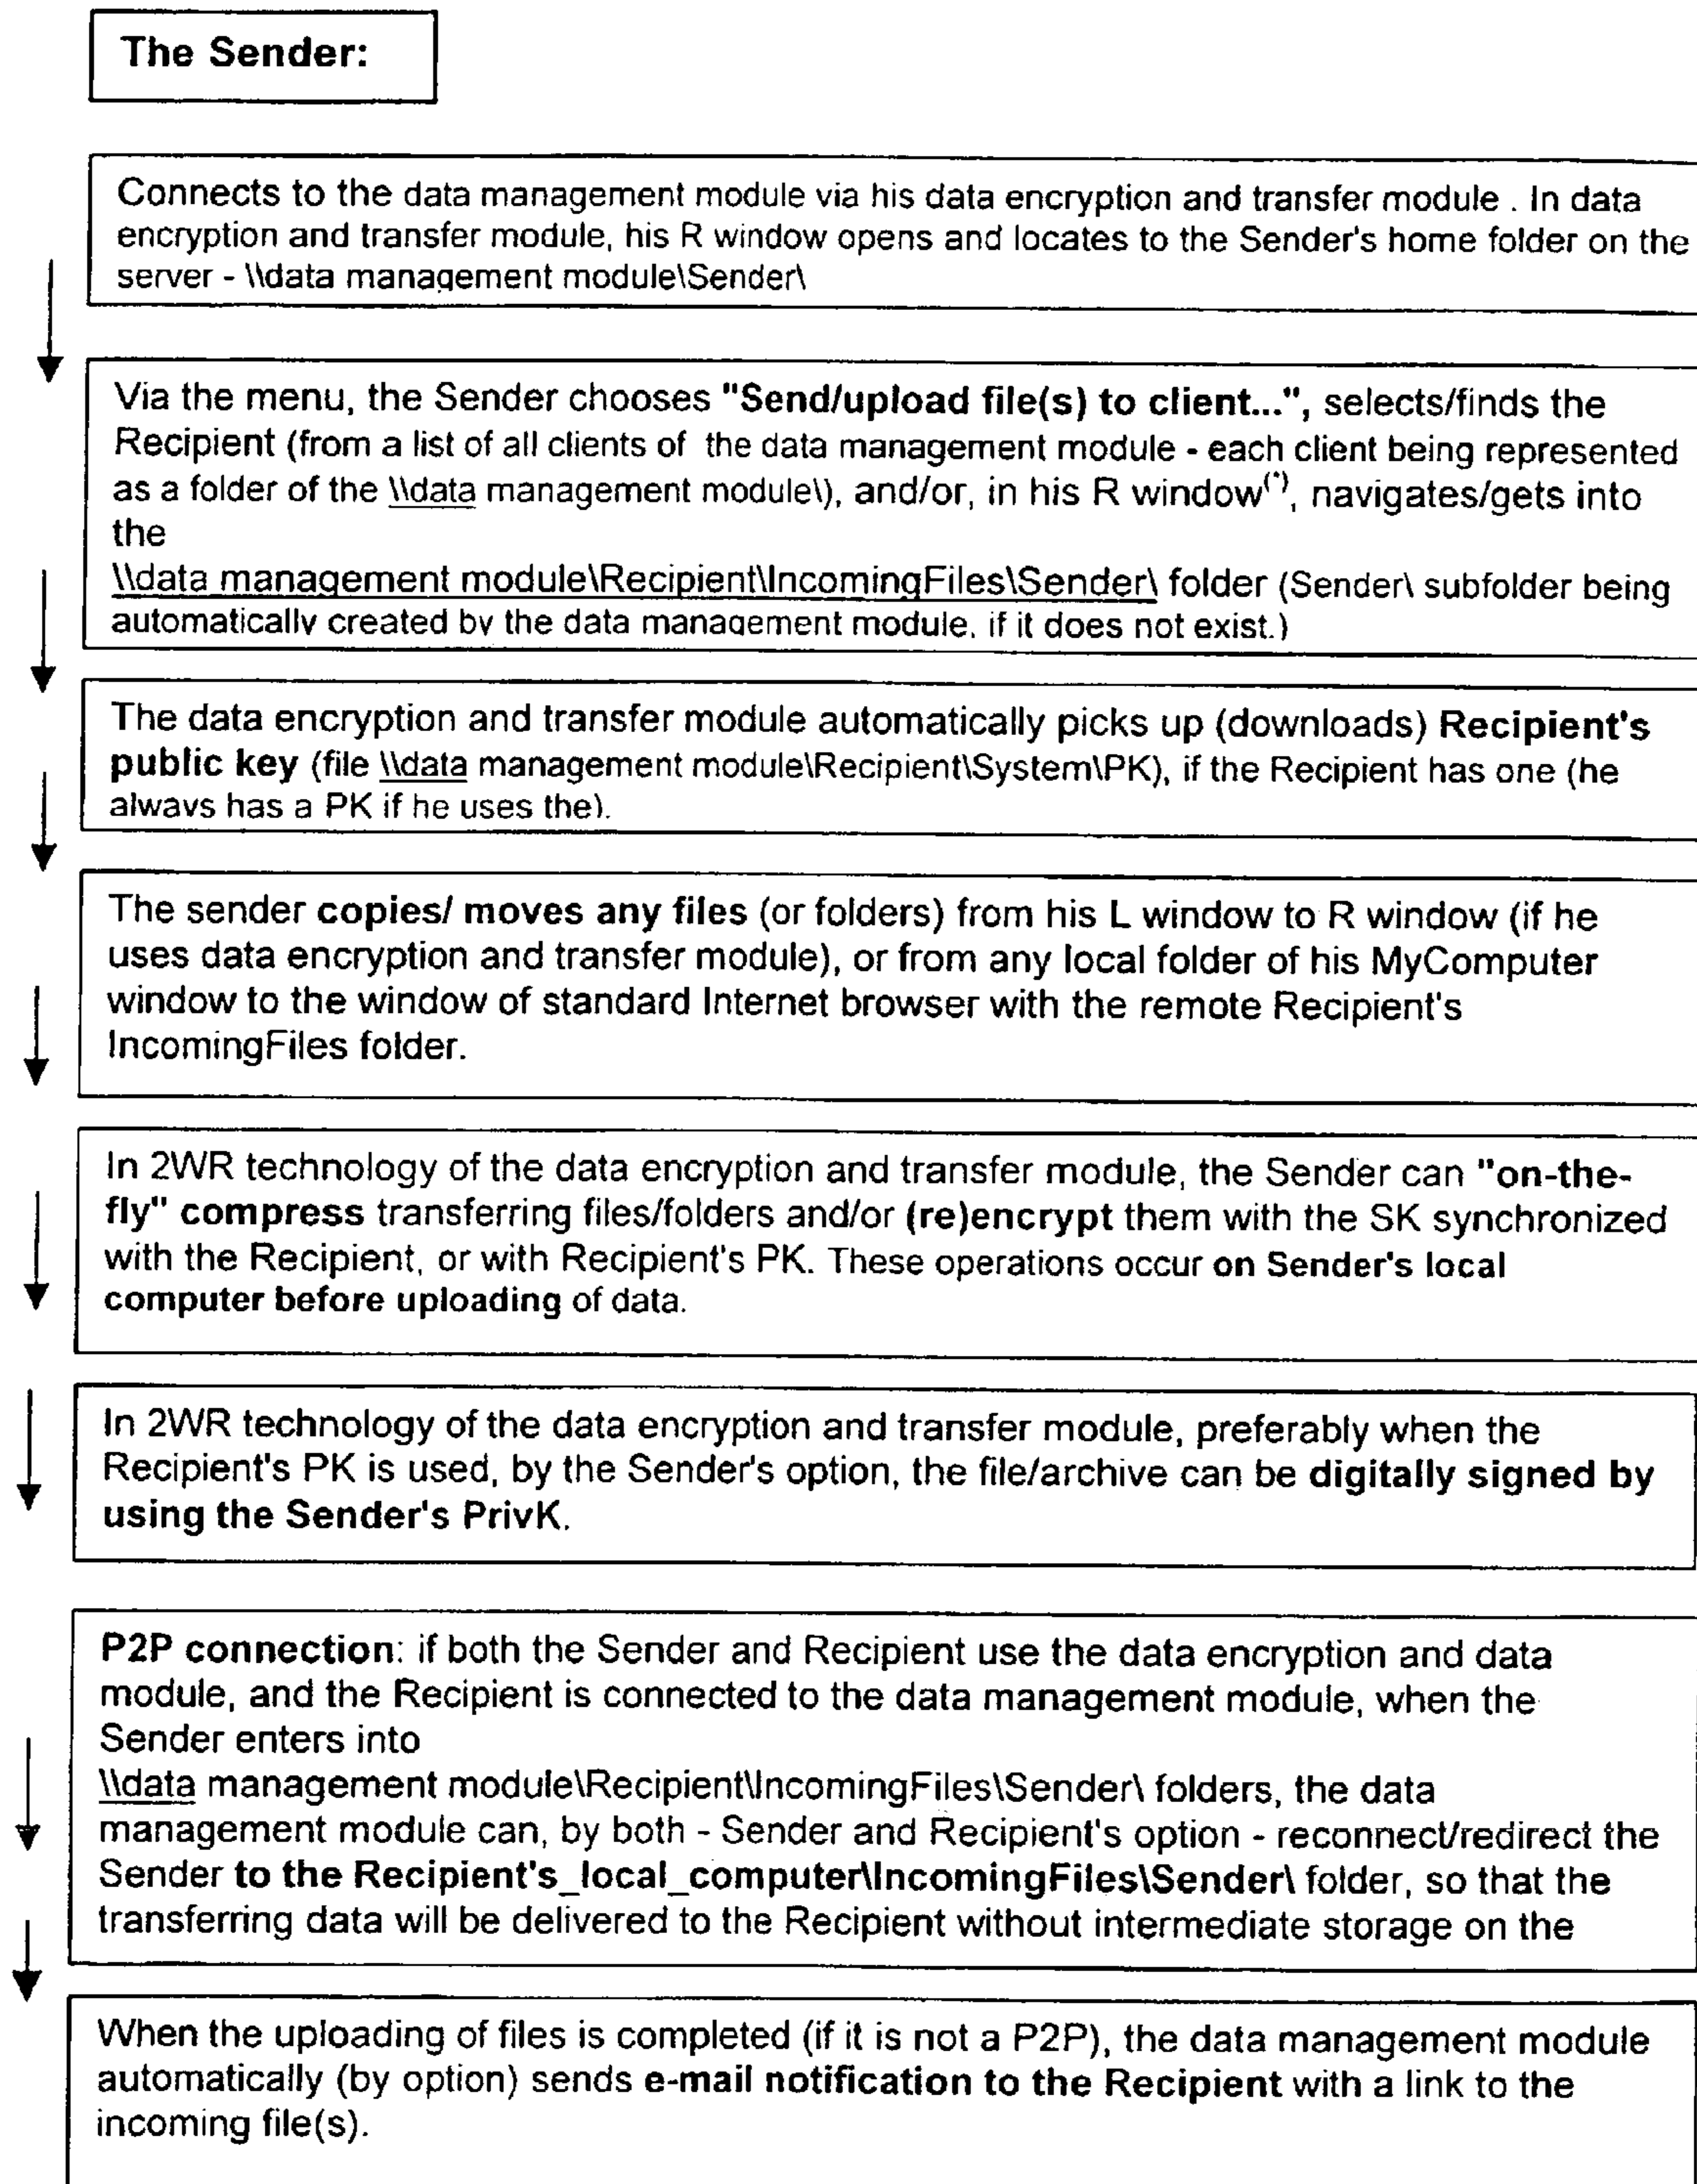 The Sender:
Connects to the data management module via his data encryption and transfer module . In data
encryption and transfer module, his R window opens and locates to the Sender's home folder on the
server - \\data management module\Sender\
Via the menu, the Sender chooses "Send/upload file(s) to client...", selects/finds the
Recipient (from a list of all clients of the data management module - each client being represented
as a folder of the \\data management module\), and/or, in his R window(*), navigates/gets into
the
\\data management module\Recipient\IncomingFiles\Sender\ folder (Sender\ subfolder being
automatically created by the data management module, if it does not exist.)
The data encryption and transfer module automatically picks up (downloads) Recipient's
public key (file \\data management module\Recipient\System\PK), if the Recipient has one (he
always has a PK if he uses the).
The sender copies/ moves any files (or folders) from his L window to R window (if he
uses data encryption and transfer module), or from any local folder of his MyComputer
window to the window of standard Internet browser with the remote Recipient's
IncomingFiles folder.
In 2WR technology of the data encryption and transfer module, the Sender can "on-the-
fly" compress transferring files/folders and/or (re)encrypt them with the SK synchronized
with the Recipient, or with Recipient's PK. These operations occur on Sender's local
computer before uploading of data.
In 2WR technology of the data encryption and transfer module, preferably when the
Recipient's PK is used, by the Sender's option, the file/archive can be digitally signed by
using the Sender's PrivK.
P2P connection: if both the Sender and Recipient use the data encryption and data
module, and the Recipient is connected to the data management module, when the
Sender enters into
\\data management module\Recipient\IncomingFiles\Sender\ folders, the data
management module can, by both - Sender and Recipient's option - reconnect/redirect the
Sender to the Recipient's_local_computer\IncomingFiles\Sender\ folder, so that the
transferring data will be delivered to the Recipient without intermediate storage on the
When the uploading of files is completed (if it is not a P2P), the data management module
automatically (by option) sends e-mail notification to the Recipient with a link to the
incoming file(s).